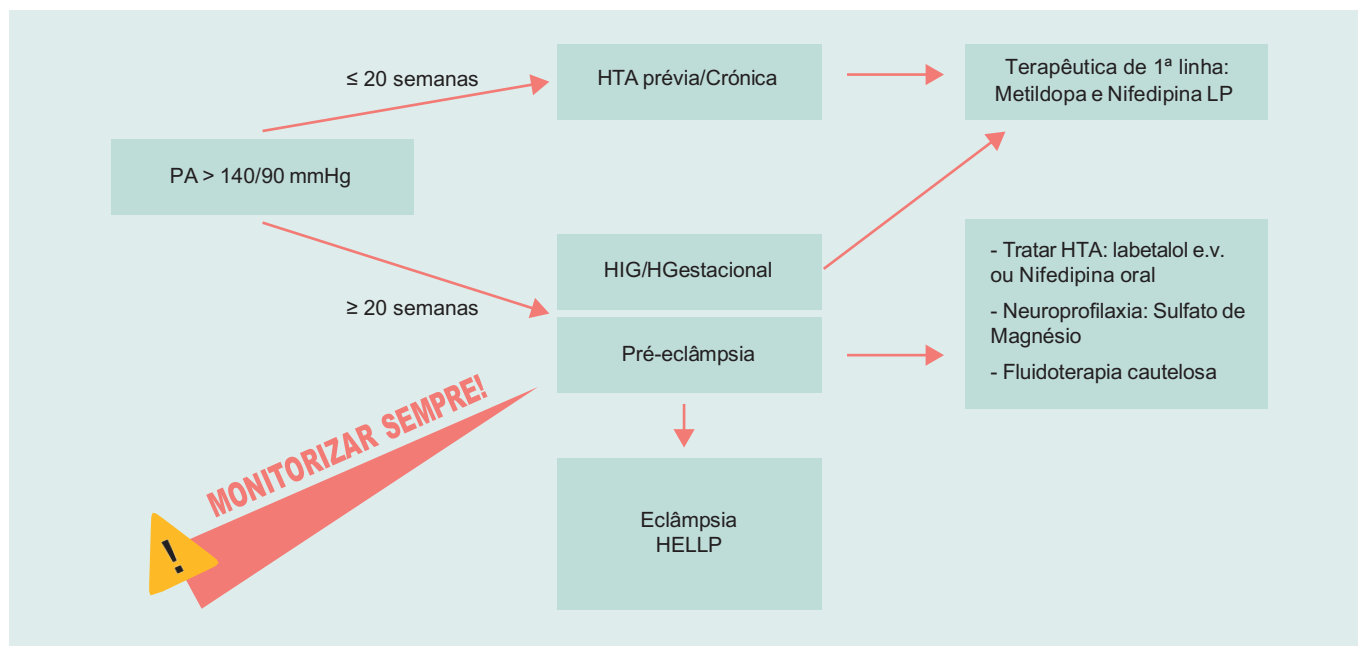 ≤ 20 semanas
HTA prévia/Crónica
Terapêutica de 1ª linha:
Metildopa e Nifedipina LP
PA > 140/90 mmHg
≥ 20 semanas
HIG/HGestacional
Pré-eclâmpsia
- Tratar HTA: labetalol e.v.
ou Nifedipina oral
- Neuroprofilaxia: Sulfato de
Magnésio
- Fluidoterapia cautelosa
MONITORIZAR SEMPRE!
!
Eclâmpsia
HELLP